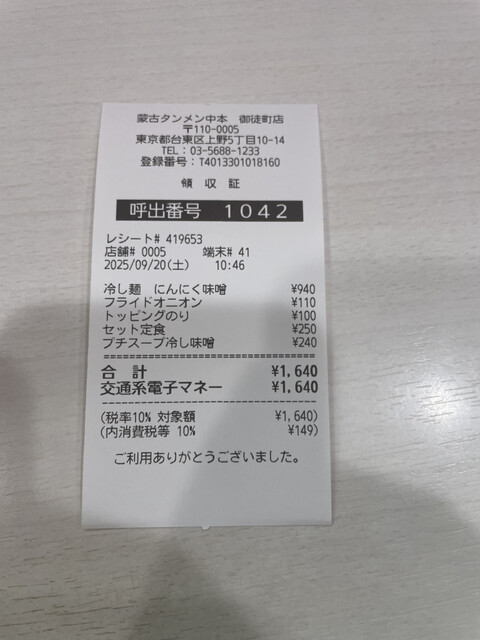 蒙古タンメン中本 御徒町店
〒110-0005
東京都台東区上野5丁目10-14
TEL：03-5688-1233
登録番号：T4013301018160
領 収 証
呼出番号 1042
レシート# 419653
店舗# 0005 端末# 41
2025/09/20(土) 10:46
冷し麺 にんにく味噌 ¥940
フライドオニオン ¥110
トッピングのり ¥100
セット定食 ¥250
プチスープ冷し味噌 ¥240
合 計 ¥1,640
交通系電子マネー ¥1,640
(税率10% 対象額 ¥1,640)
(内消費税等 10% ¥149)
ご利用ありがとうございました。